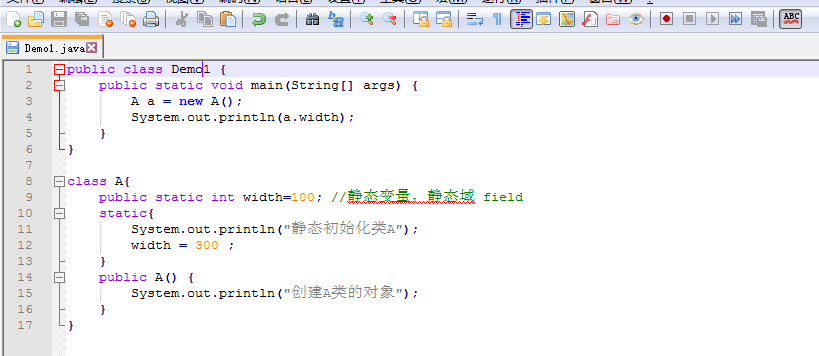 Demo1.java
1 public class Demo1 {
2 public static void main(String[] args) {
3 A a = new A();
4 System.out.println(a.width);
5 }
6 }
7
8 class A{
9 public static int width=100; //静态变量，静态域 field
10 static{
11 System.out.println("静态初始化类A");
12 width = 300 ;
13 }
14 public A() {
15 System.out.println("创建A类的对象");
16 }
17 }